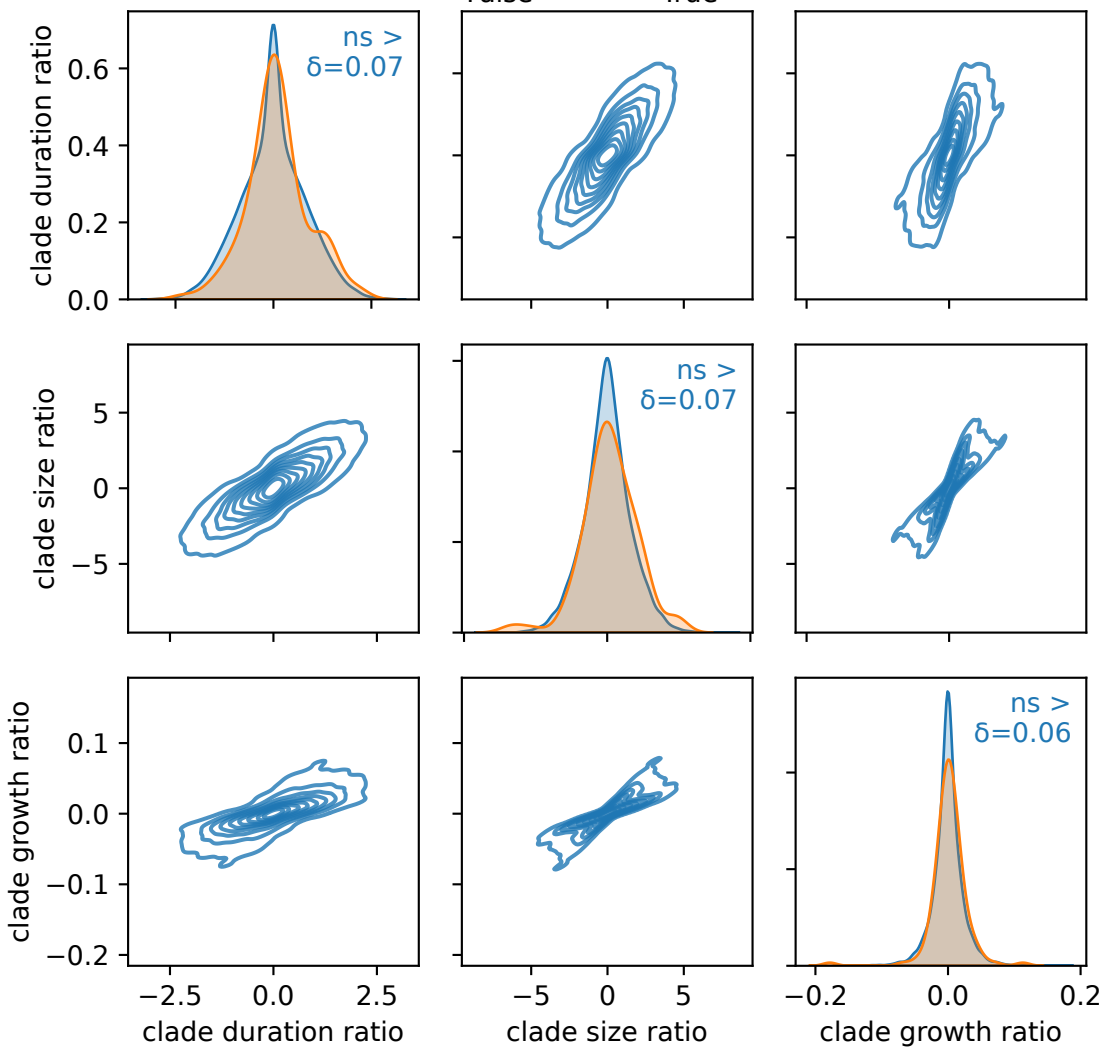 True
clade duration ratio
0.6
0.4
0.2
0.0
ns >
δ=0.07
clade size ratio
5
0
−5
ns >
δ=0.07
clade growth ratio
0.1
0.0
−0.1
−0.2
ns >
δ=0.06
−2.5 0.0 2.5
−5 0 5
−0.2 0.0 0.2
clade duration ratio
clade size ratio
clade growth ratio